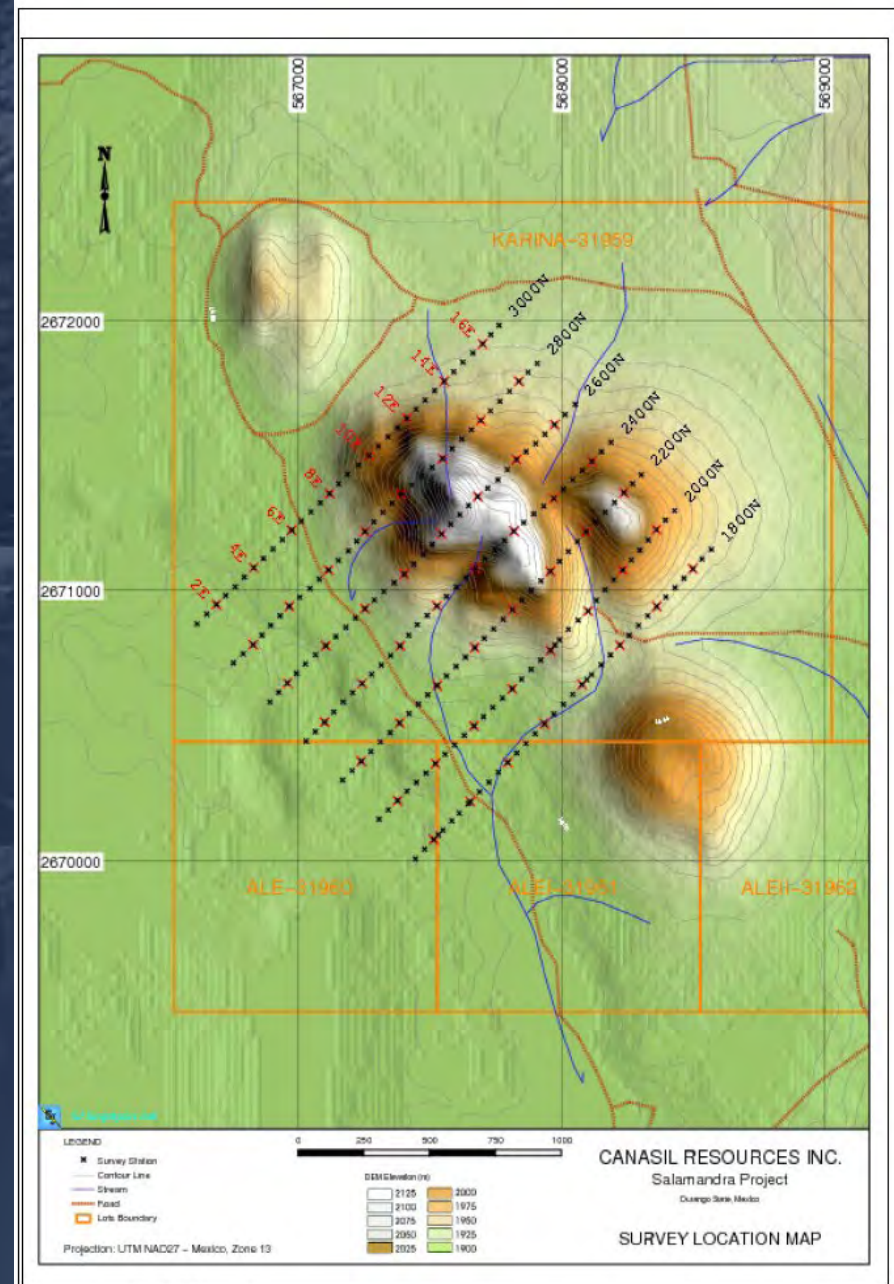 567000
568000
569000
N
KARINA-31959
2672000
3000N
16E
2800N
14E
2600N
12E
2400N
10E
2200N
8E
2000N
6E
1800N
4E
2671000
2E
2670000
ALE-31960
ALEI-31961
ALEII-31962
LEGEND
Survey Station
Contour Line
Stream
Road
Lots Boundary
0 250 500 750 1000
DEM Elevation (m)
2125 2000
2100 1975
2075 1950
2050 1925
2025 1900
CANASIL RESOURCES INC.
Salamandra Project
Durango State, Mexico
SURVEY LOCATION MAP
Projection: UTM NAD27 - Mexico, Zone 13